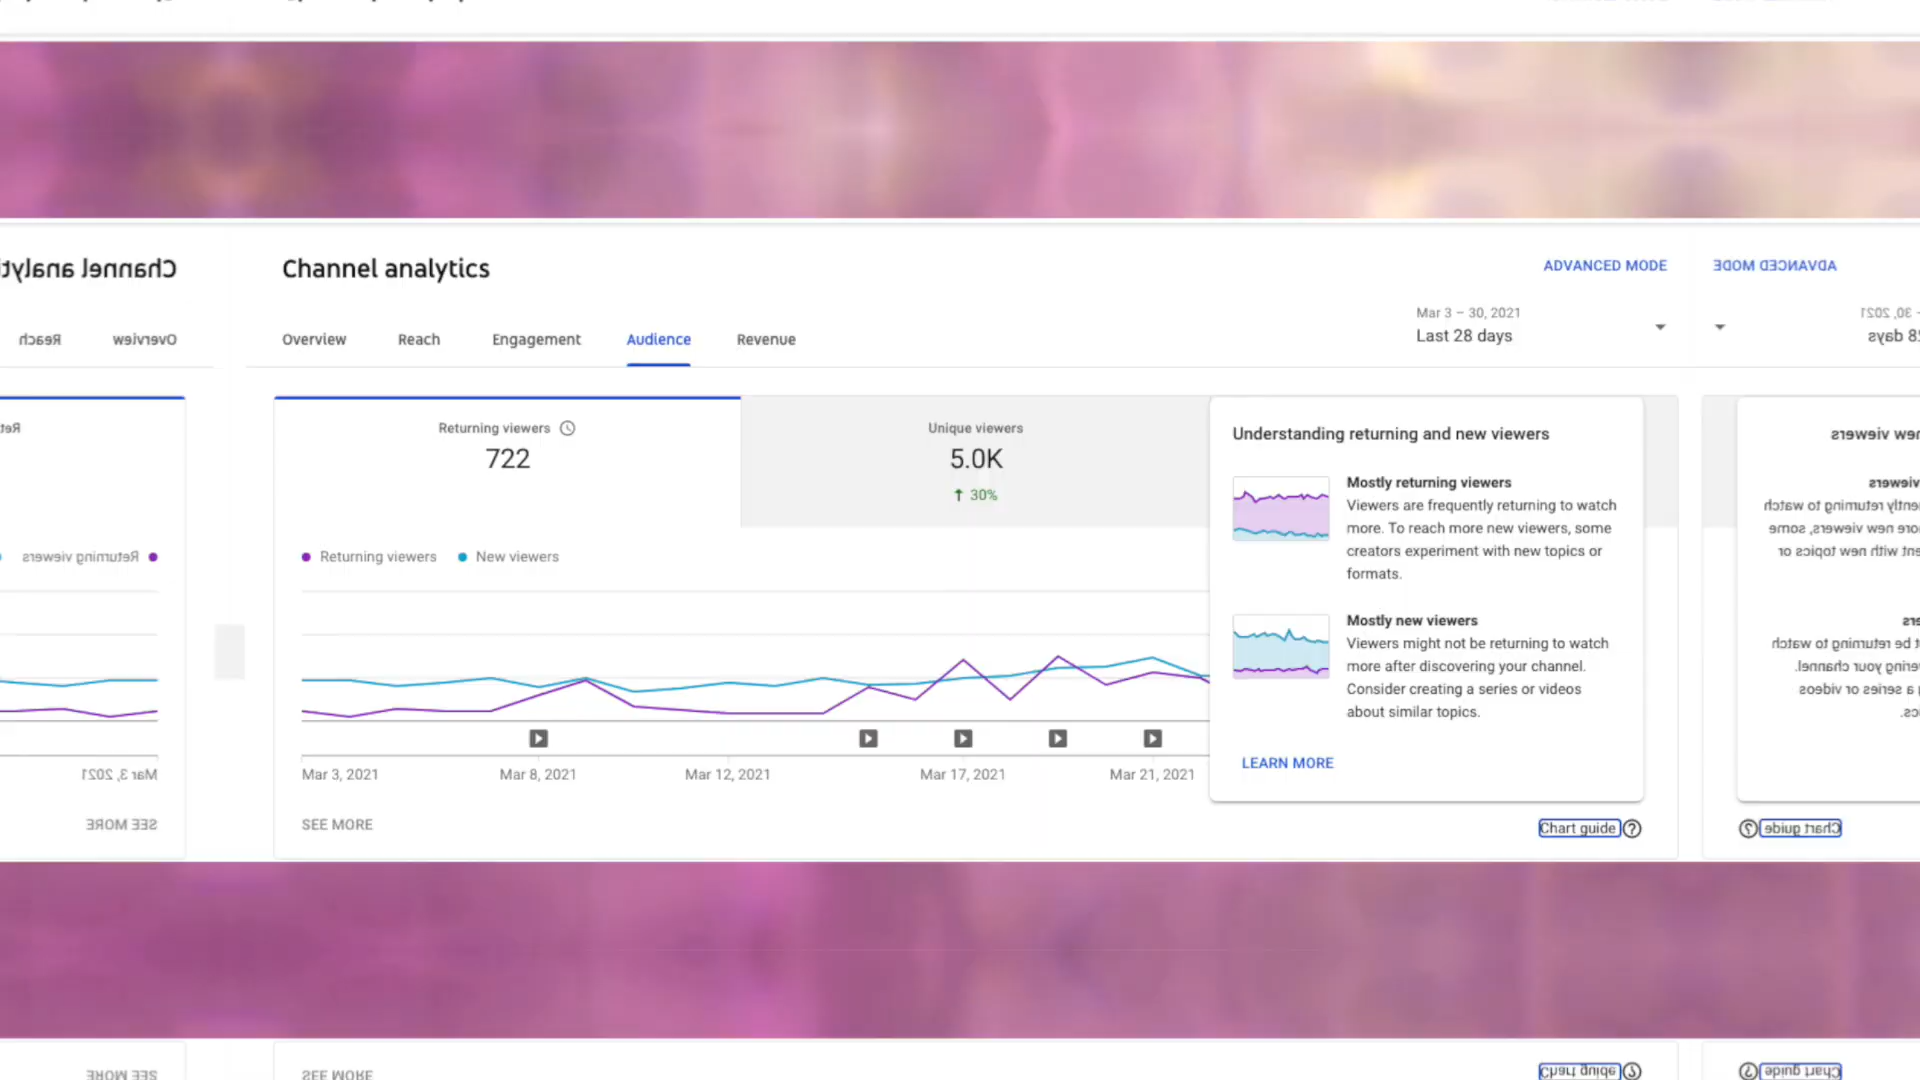 Channel analytics
ADVANCED MODE
Mar 3 – 30, 2021
Last 28 days
Overview
Reach
Engagement
Audience
Revenue
Returning viewers
722
Unique viewers
5.0K
30%
Returning viewers
New viewers
Understanding returning and new viewers
Mostly returning viewers
Viewers are frequently returning to watch
more. To reach more new viewers, some
creators experiment with new topics or
formats.
Mostly new viewers
Viewers might not be returning to watch
more after discovering your channel.
Consider creating a series or videos
about similar topics.
LEARN MORE
Mar 3, 2021
Mar 8, 2021
Mar 12, 2021
Mar 17, 2021
Mar 21, 2021
SEE MORE
Chart guide